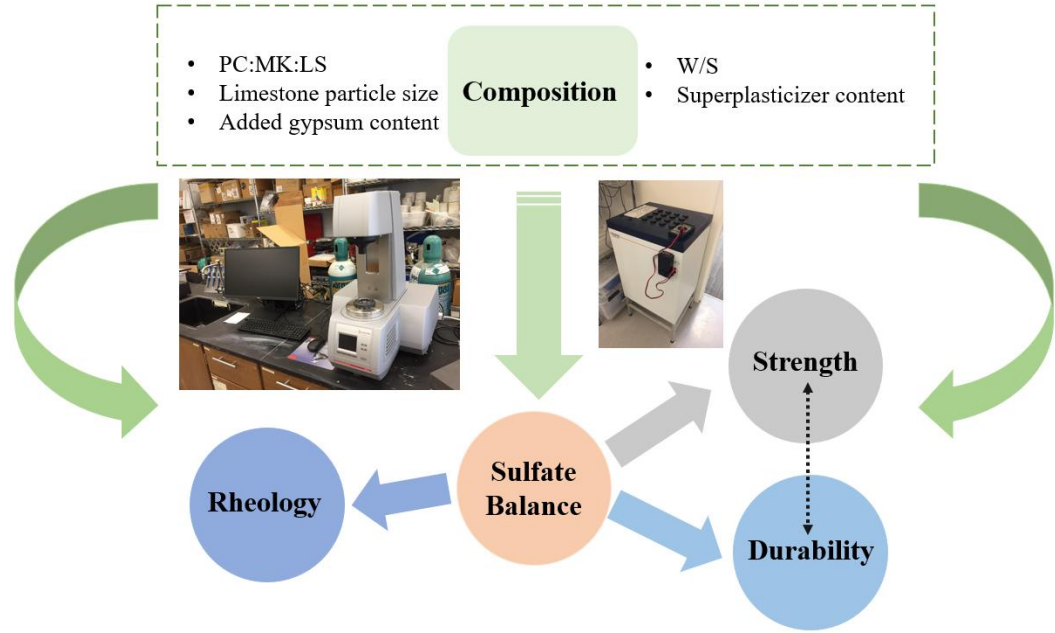 • PC:MK:LS
• Limestone particle size
• Added gypsum content
Composition
• W/S
• Superplasticizer content
Strength
Sulfate
Balance
Rheology
Durability